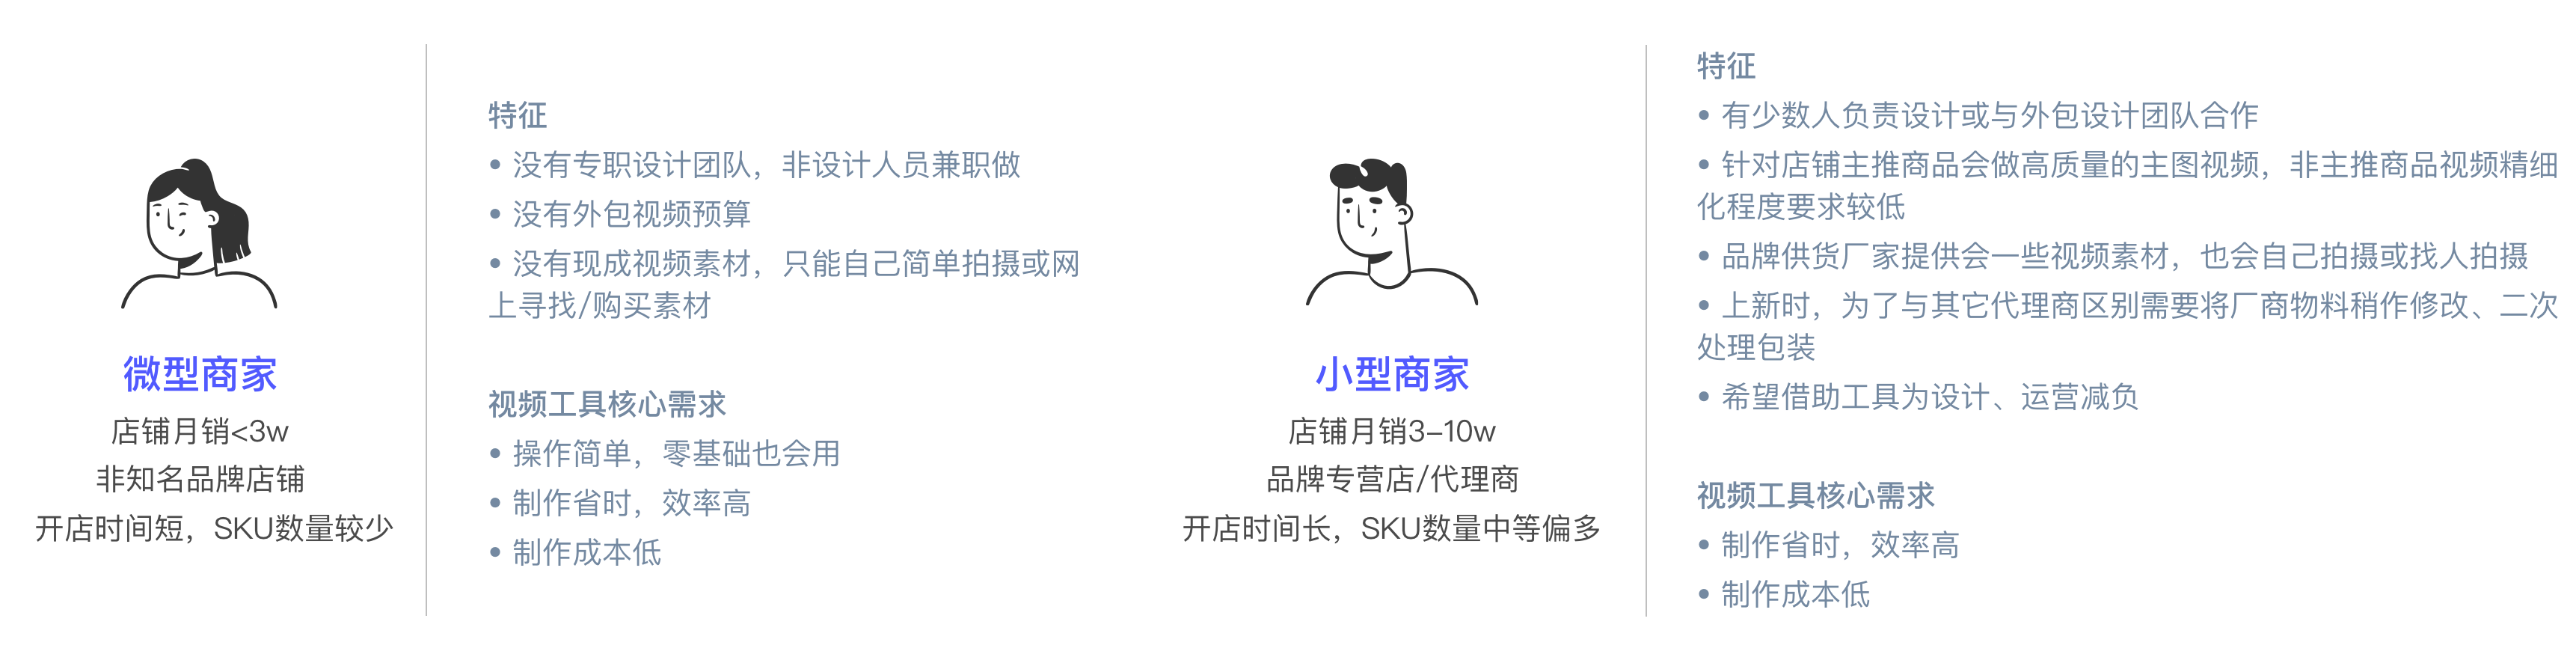 微型商家
店铺月销<3w
非知名品牌店铺
开店时间短，SKU数量较少
特征
• 没有专职设计团队，非设计人员兼职做
• 没有外包视频预算
• 没有现成视频素材，只能自己简单拍摄或网
上寻找/购买素材
视频工具核心需求
• 操作简单，零基础也会用
• 制作省时，效率高
• 制作成本低
小型商家
店铺月销3–10w
品牌专营店/代理商
开店时间长，SKU数量中等偏多
特征
• 有少数人负责设计或与外包设计团队合作
• 针对店铺主推商品会做高质量的主图视频，非主推商品视频精细
化程度要求较低
• 品牌供货厂家提供会一些视频素材，也会自己拍摄或找人拍摄
• 上新时，为了与其它代理商区别需要将厂商物料稍作修改、二次
处理包装
• 希望借助工具为设计、运营减负
视频工具核心需求
• 制作省时，效率高
• 制作成本低